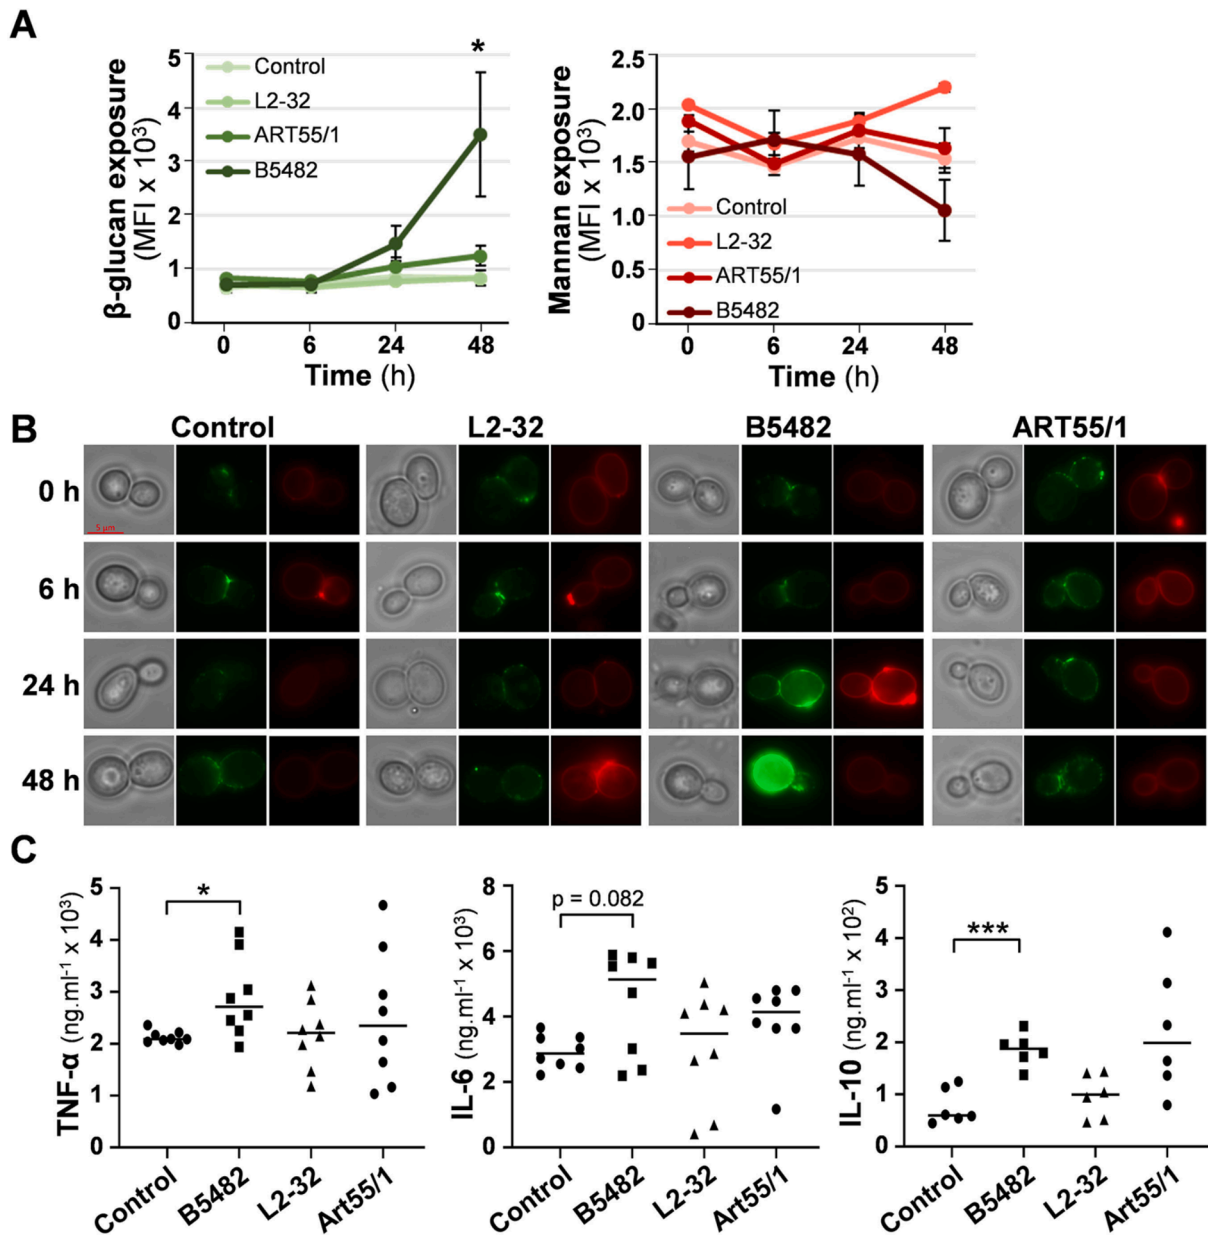 A
β-glucan exposure
(MFI x 10³)
5
4
3
2
1
0
*
Control
L2-32
ART55/1
B5482
0 6 24 48
Time (h)
Mannan exposure
(MFI x 10³)
2.5
2.0
1.5
1.0
0.5
0
Control
L2-32
ART55/1
B5482
0 6 24 48
Time (h)
B
Control L2-32 B5482 ART55/1
0 h
5 µm
6 h
24 h
48 h
C
TNF-α (ng.ml⁻¹ x 10³)
5
4
3
2
1
0
*
Control B5482 L2-32 Art55/1
IL-6 (ng.ml⁻¹ x 10³)
8
6
4
2
0
p = 0.082
Control B5482 L2-32 Art55/1
IL-10 (ng.ml⁻¹ x 10²)
5
4
3
2
1
0
***
Control B5482 L2-32 Art55/1